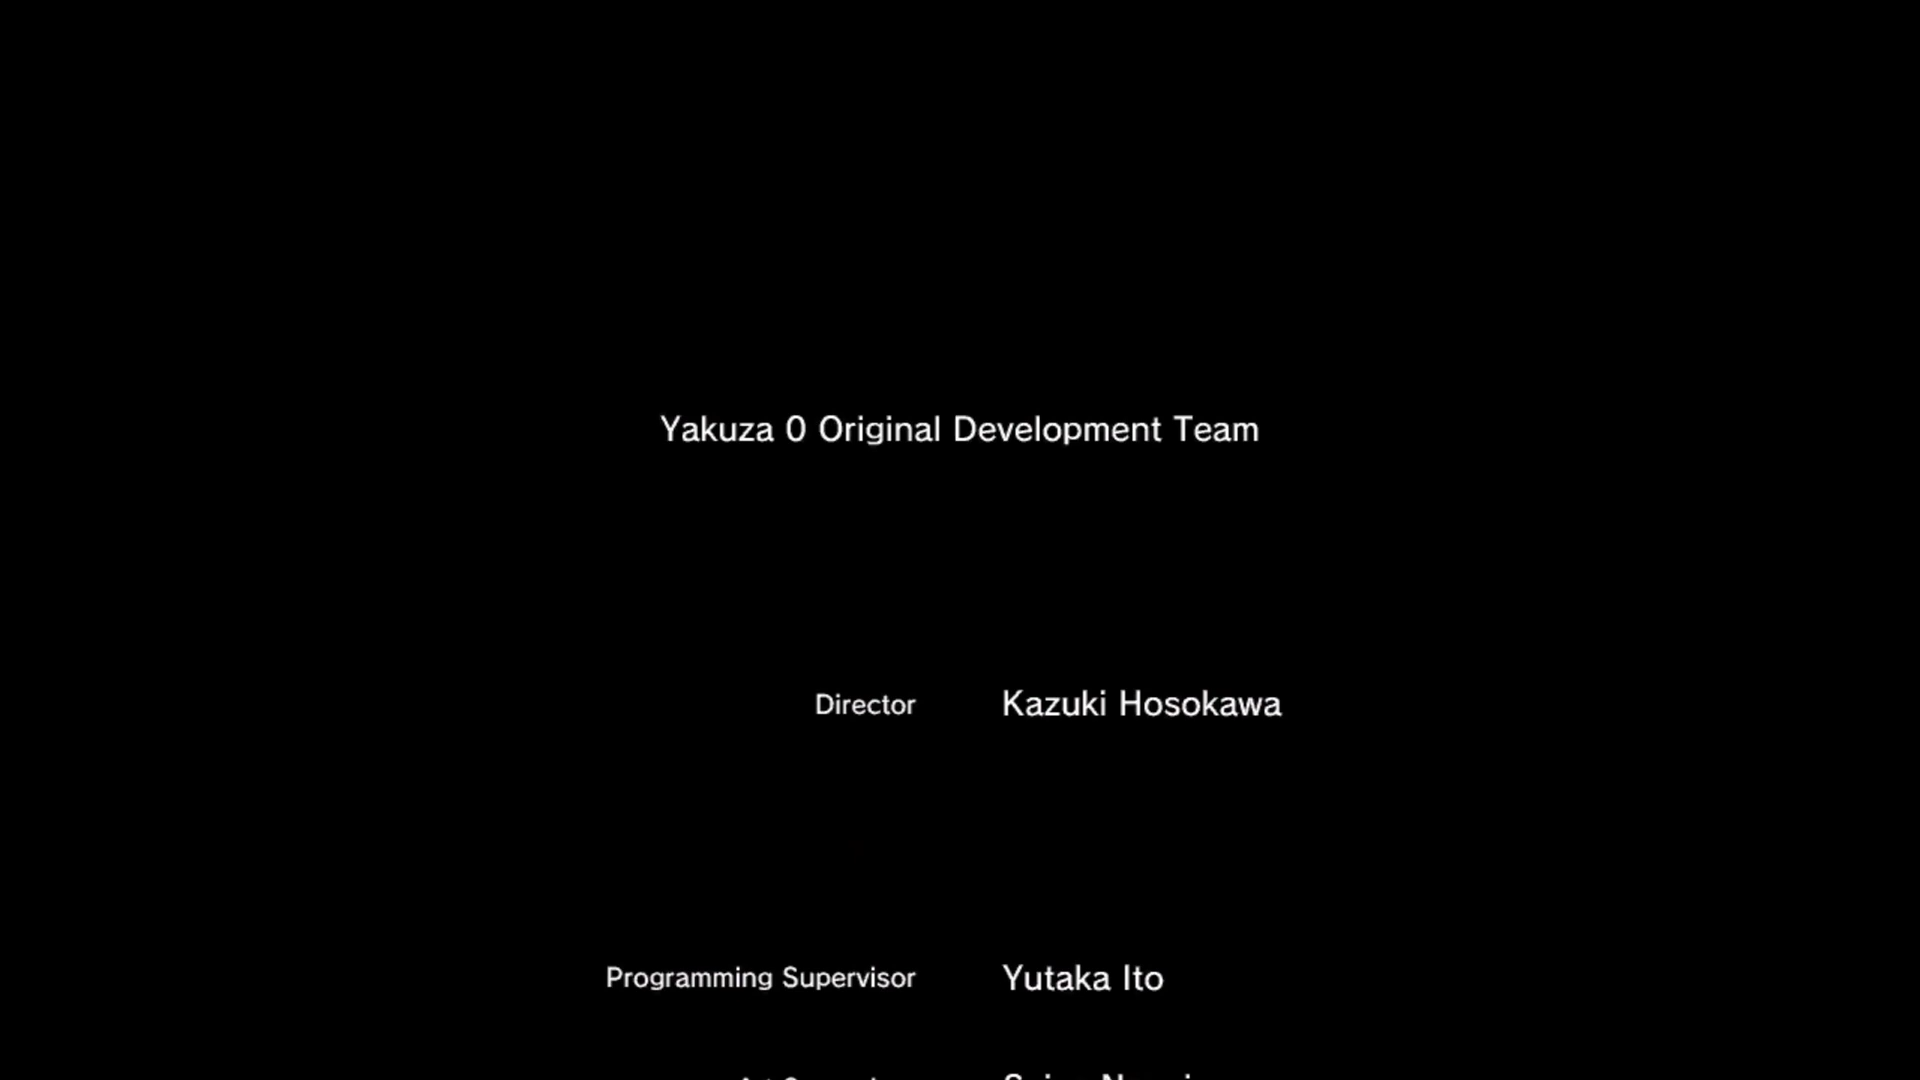 Yakuza 0 Original Development Team
Director Kazuki Hosokawa
Programming Supervisor Yutaka Ito